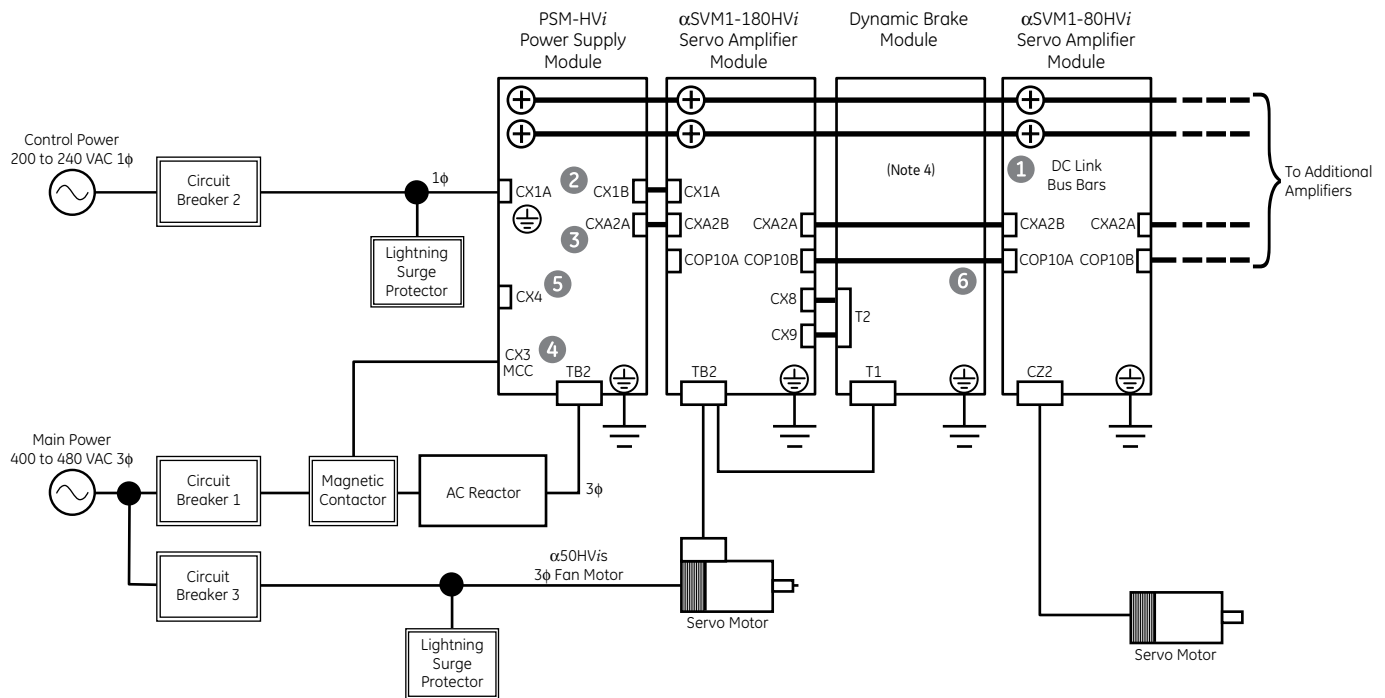 PSM-HVi
Power Supply
Module
αSVM1-180HVi
Servo Amplifier
Module
Dynamic Brake
Module
αSVM1-80HVi
Servo Amplifier
Module
Control Power
200 to 240 VAC 1ϕ
Circuit
Breaker 2
1ϕ
Lightning
Surge
Protector
CX1A
2
CX1B
CXA2A
3
5
CX4
4
CX3
MCC
TB2
CX1A
CXA2B
CXA2A
COP10A
COP10B
CX8
CX9
TB2
(Note 4)
6
T2
T1
1
DC Link
Bus Bars
CXA2B
CXA2A
COP10A
COP10B
CZ2
To Additional
Amplifiers
Main Power
400 to 480 VAC 3ϕ
Circuit
Breaker 1
Magnetic
Contactor
AC Reactor
3ϕ
Circuit
Breaker 3
α50HVis
3ϕ Fan Motor
Lightning
Surge
Protector
Servo Motor
Servo Motor